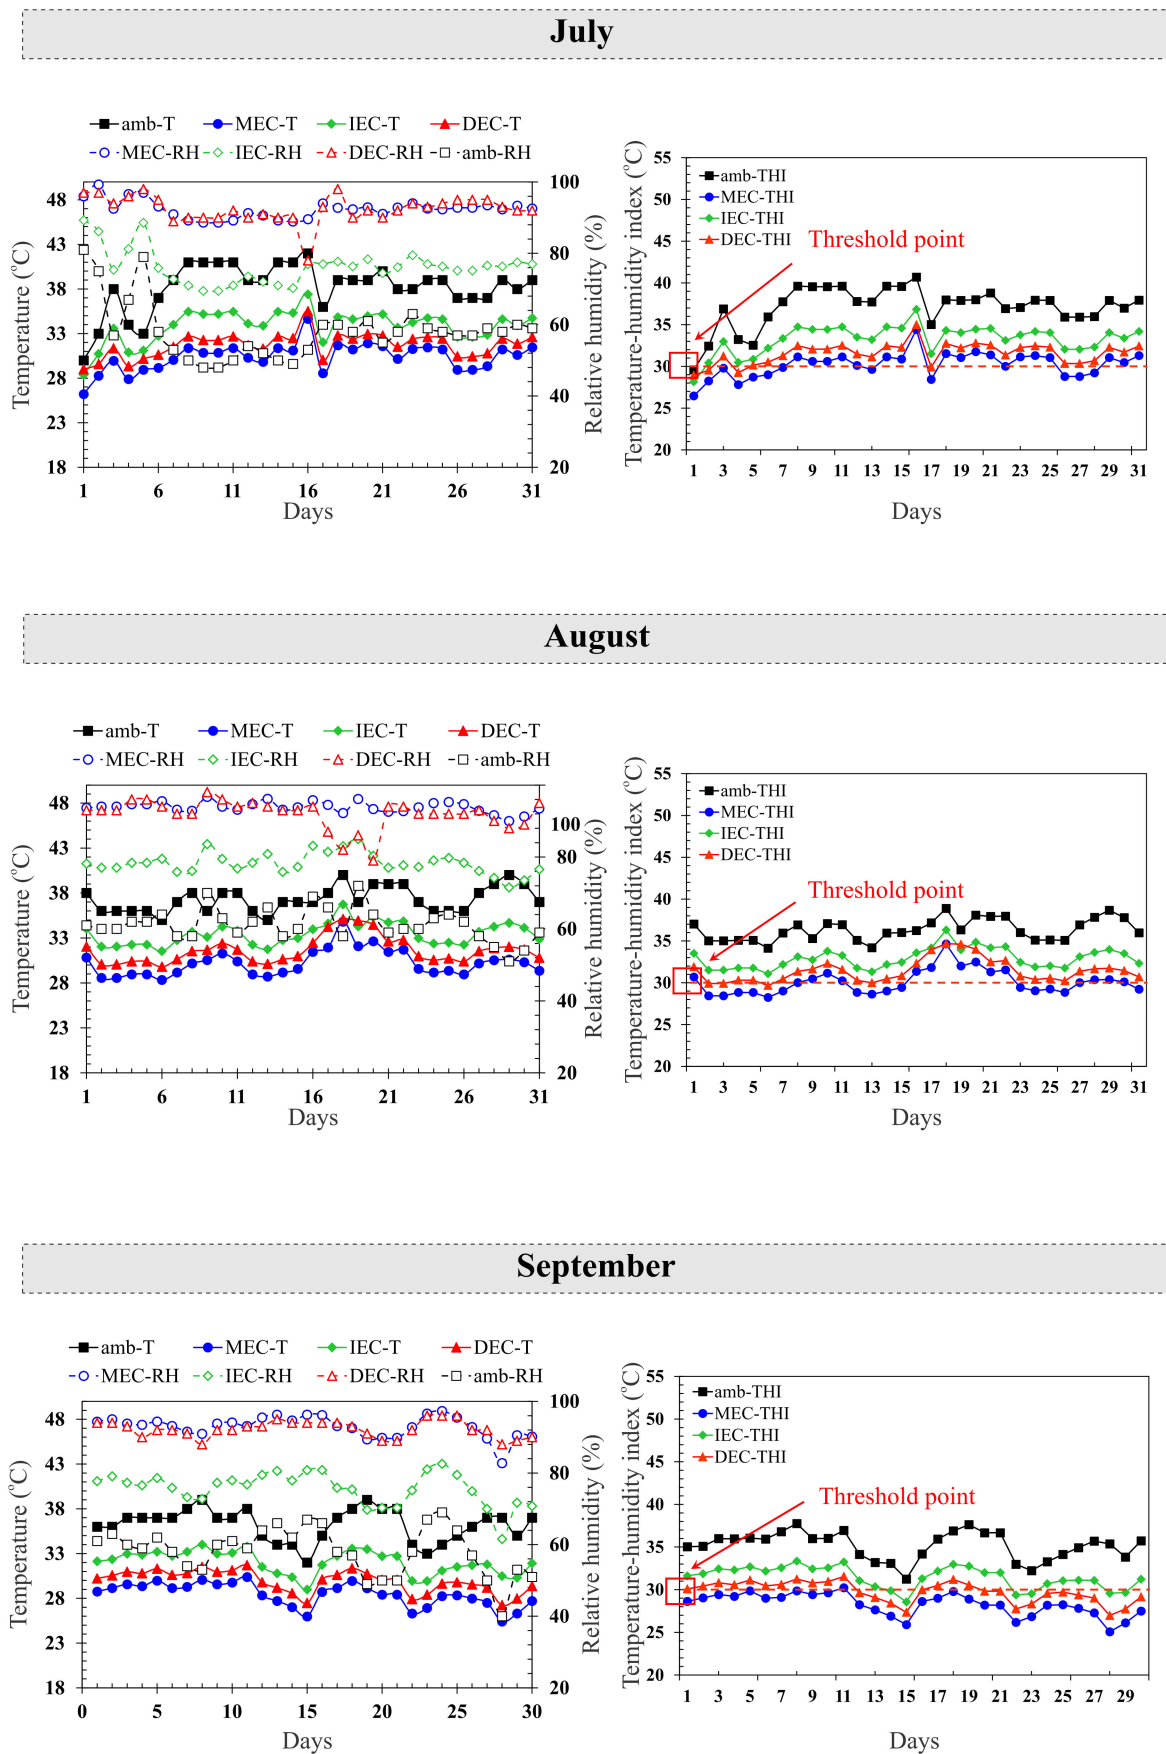 July
amb-T MEC-T IEC-T DEC-T
MEC-RH IEC-RH DEC-RH amb-RH
48
43
38
33
28
23
18
Temperature (°C)
100
80
60
40
20
Relative humidity (%)
1 6 11 16 21 26 31
Days
amb-THI
MEC-THI
IEC-THI
DEC-THI
Threshold point
55
50
45
40
35
30
25
20
Temperature-humidity index (°C)
1 3 5 7 9 11 13 15 17 19 21 23 25 27 29 31
Days
August
amb-T MEC-T IEC-T DEC-T
MEC-RH IEC-RH DEC-RH amb-RH
48
43
38
33
28
23
18
Temperature (°C)
100
80
60
40
20
Relative humidity (%)
1 6 11 16 21 26 31
Days
amb-THI
MEC-THI
IEC-THI
DEC-THI
Threshold point
55
50
45
40
35
30
25
20
Temperature-humidity index (°C)
1 3 5 7 9 11 13 15 17 19 21 23 25 27 29 31
Days
September
amb-T MEC-T IEC-T DEC-T
MEC-RH IEC-RH DEC-RH amb-RH
48
43
38
33
28
23
18
Temperature (°C)
100
80
60
40
20
Relative humidity (%)
0 5 10 15 20 25 30
Days
amb-THI
MEC-THI
IEC-THI
DEC-THI
Threshold point
55
50
45
40
35
30
25
20
Temperature-humidity index (°C)
1 3 5 7 9 11 13 15 17 19 21 23 25 27 29
Days